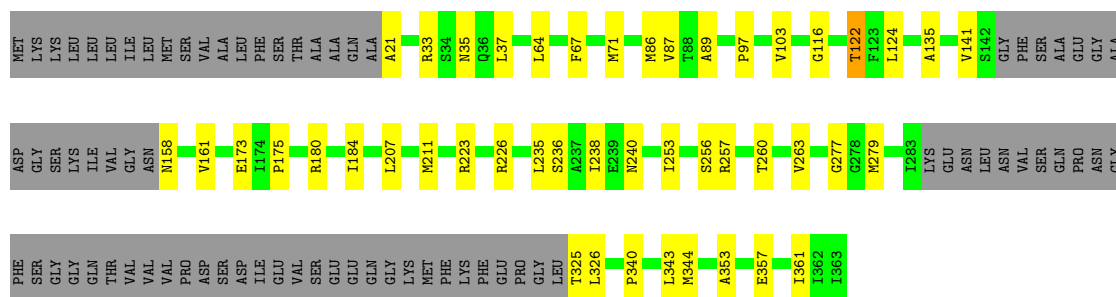 MET LYS LYS LEU LEU LEU ILE LEU MET SER VAL ALA LEU PHE SER THR ALA ALA GLN ALA A21 R33 S34 N35 Q36 L37 L64 F67 M71 M86 V87 T88 A89 P97 V103 G116 T122 F123 L124 A135 V141 S142 GLY PHE SER ALA GLU GLY ALA
ASP GLY SER LYS ILE VAL GLY ASN N158 V161 E173 I174 P175 R180 I184 L207 M211 R223 R226 L235 S236 A237 I238 E239 N240 I253 S256 R257 T260 V263 G277 G278 M279 I283 LYS GLU ASN LEU ASN VAL SER GLN PRO ASN GLY
PHE SER GLY GLY GLN THR VAL VAL VAL PRO ASP SER ASP ILE GLU VAL SER GLU GLU GLN GLY LYS MET PHE LYS PHE GLU PRO GLY LEU T325 L326 P340 L343 M344 A353 E357 I361 I362 I363